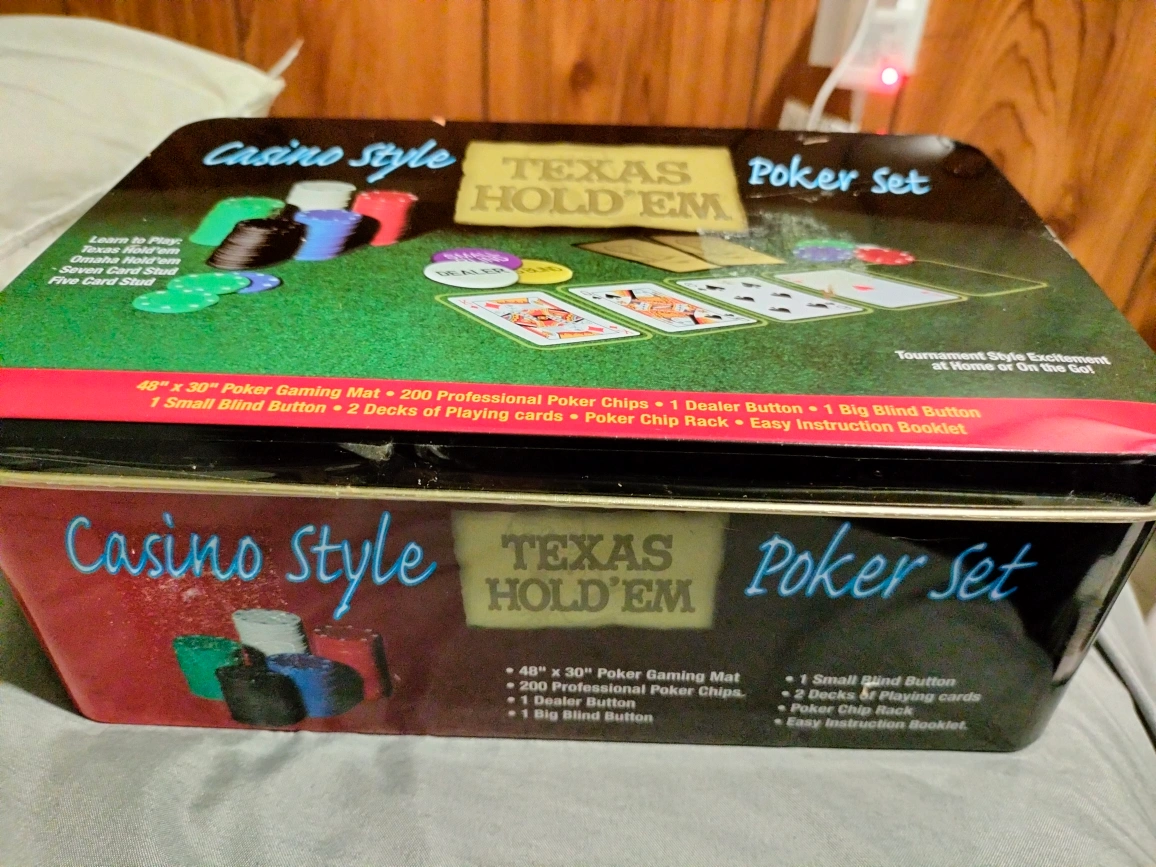 Casino Style
TEXAS
HOLD'EM
Poker Set
Learn to Play:
Texas Hold'em
Omaha Hold'em
Seven Card Stud
Five Card Stud
DEALER
Tournament Style Excitement
at Home or On the Go!
48" x 30" Poker Gaming Mat • 200 Professional Poker Chips • 1 Dealer Button • 1 Big Blind Button
1 Small Blind Button • 2 Decks of Playing cards • Poker Chip Rack • Easy Instruction Booklet
Casino Style
TEXAS
HOLD'EM
Poker Set
• 48" x 30" Poker Gaming Mat
• 200 Professional Poker Chips.
• 1 Dealer Button
• 1 Big Blind Button
• 1 Small Blind Button
• 2 Decks of Playing cards
• Poker Chip Rack
• Easy Instruction Booklet.